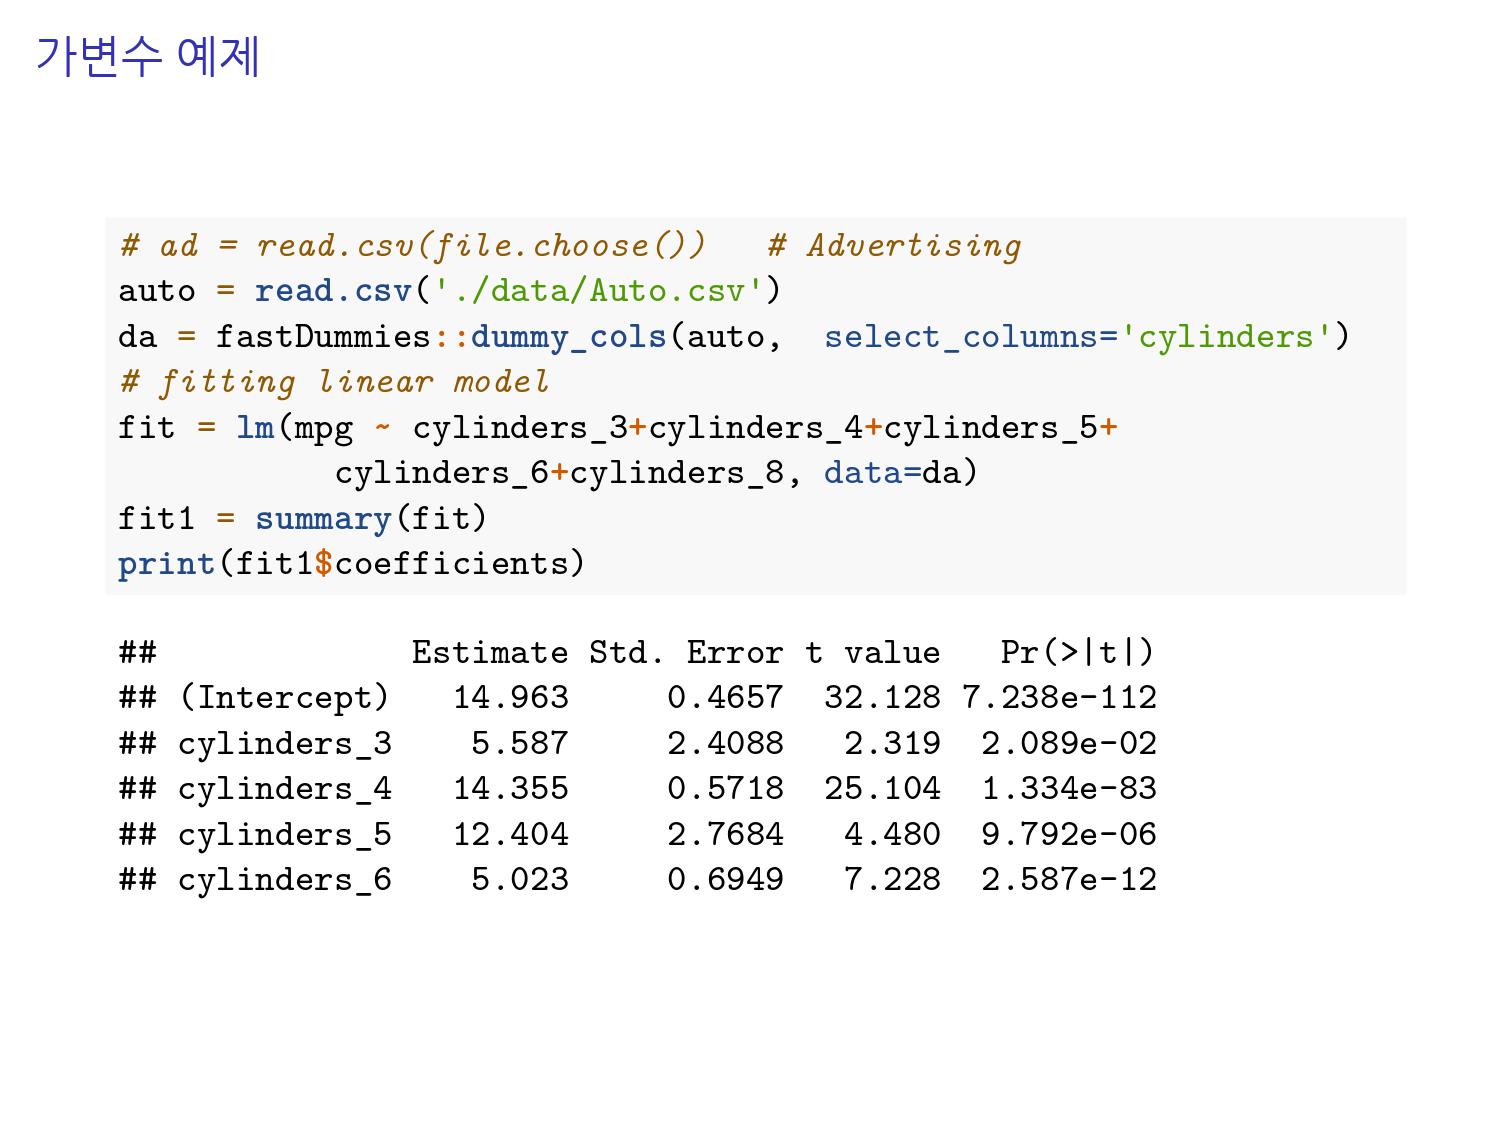 가변수 예제
# ad = read.csv(file.choose())   # Advertising
auto = read.csv('./data/Auto.csv')
da = fastDummies::dummy_cols(auto,  select_columns='cylinders')
# fitting linear model
fit = lm(mpg ~ cylinders_3+cylinders_4+cylinders_5+
           cylinders_6+cylinders_8, data=da)
fit1 = summary(fit)
print(fit1$coefficients)
##             Estimate Std. Error t value   Pr(>|t|)
## (Intercept)   14.963     0.4657  32.128 7.238e-112
## cylinders_3    5.587     2.4088   2.319  2.089e-02
## cylinders_4   14.355     0.5718  25.104  1.334e-83
## cylinders_5   12.404     2.7684   4.480  9.792e-06
## cylinders_6    5.023     0.6949   7.228  2.587e-12